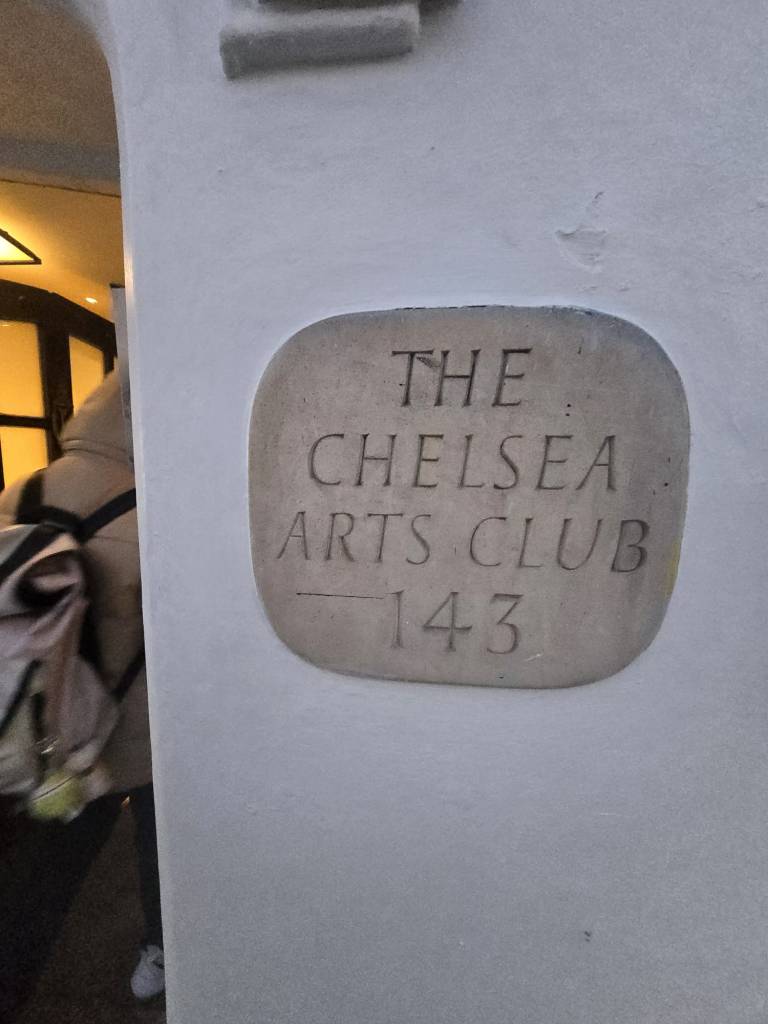 THE
CHELSEA
ARTS CLUB
143